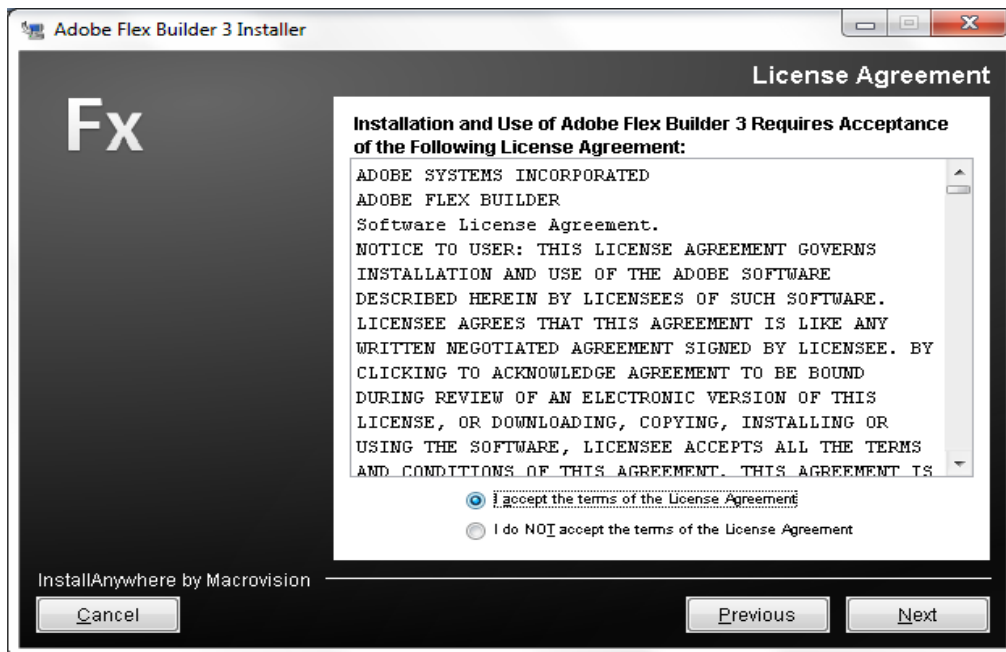 Adobe Flex Builder 3 Installer
License Agreement
Fx
Installation and Use of Adobe Flex Builder 3 Requires Acceptance
of the Following License Agreement:
ADOBE SYSTEMS INCORPORATED
ADOBE FLEX BUILDER
Software License Agreement.
NOTICE TO USER: THIS LICENSE AGREEMENT GOVERNS
INSTALLATION AND USE OF THE ADOBE SOFTWARE
DESCRIBED HEREIN BY LICENSEES OF SUCH SOFTWARE.
LICENSEE AGREES THAT THIS AGREEMENT IS LIKE ANY
WRITTEN NEGOTIATED AGREEMENT SIGNED BY LICENSEE. BY
CLICKING TO ACKNOWLEDGE AGREEMENT TO BE BOUND
DURING REVIEW OF AN ELECTRONIC VERSION OF THIS
LICENSE, OR DOWNLOADING, COPYING, INSTALLING OR
USING THE SOFTWARE, LICENSEE ACCEPTS ALL THE TERMS
AND CONDITIONS OF THIS AGREEMENT. THIS AGREEMENT IS
I accept the terms of the License Agreement
I do NOT accept the terms of the License Agreement
InstallAnywhere by Macrovision
Cancel
Previous
Next